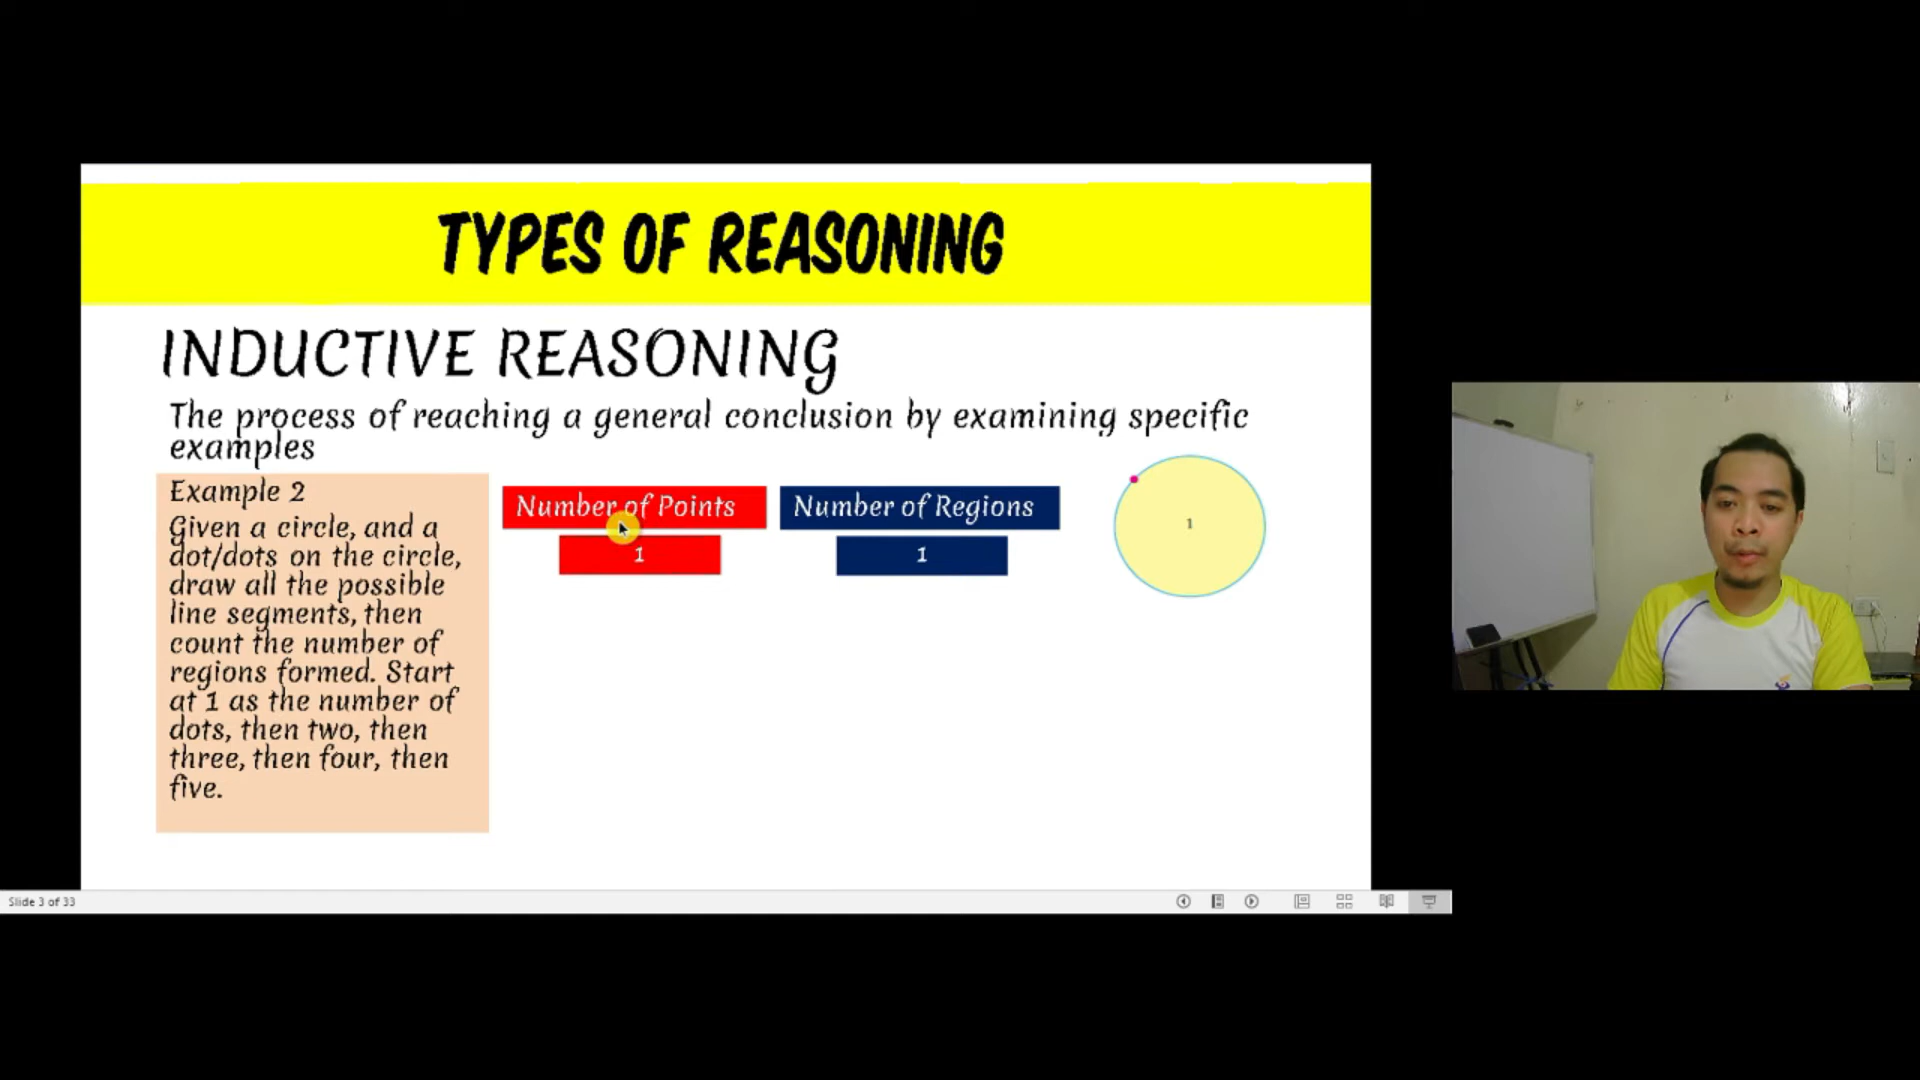 TYPES OF REASONING
INDUCTIVE REASONING
The process of reaching a general conclusion by examining specific
examples
Example 2
Given a circle, and a
dot/dots on the circle,
draw all the possible
line segments, then
count the number of
regions formed. Start
at 1 as the number of
dots, then two, then
three, then four, then
five.
Number of Points
Number of Regions
1
1
1
Slide 3 of 33